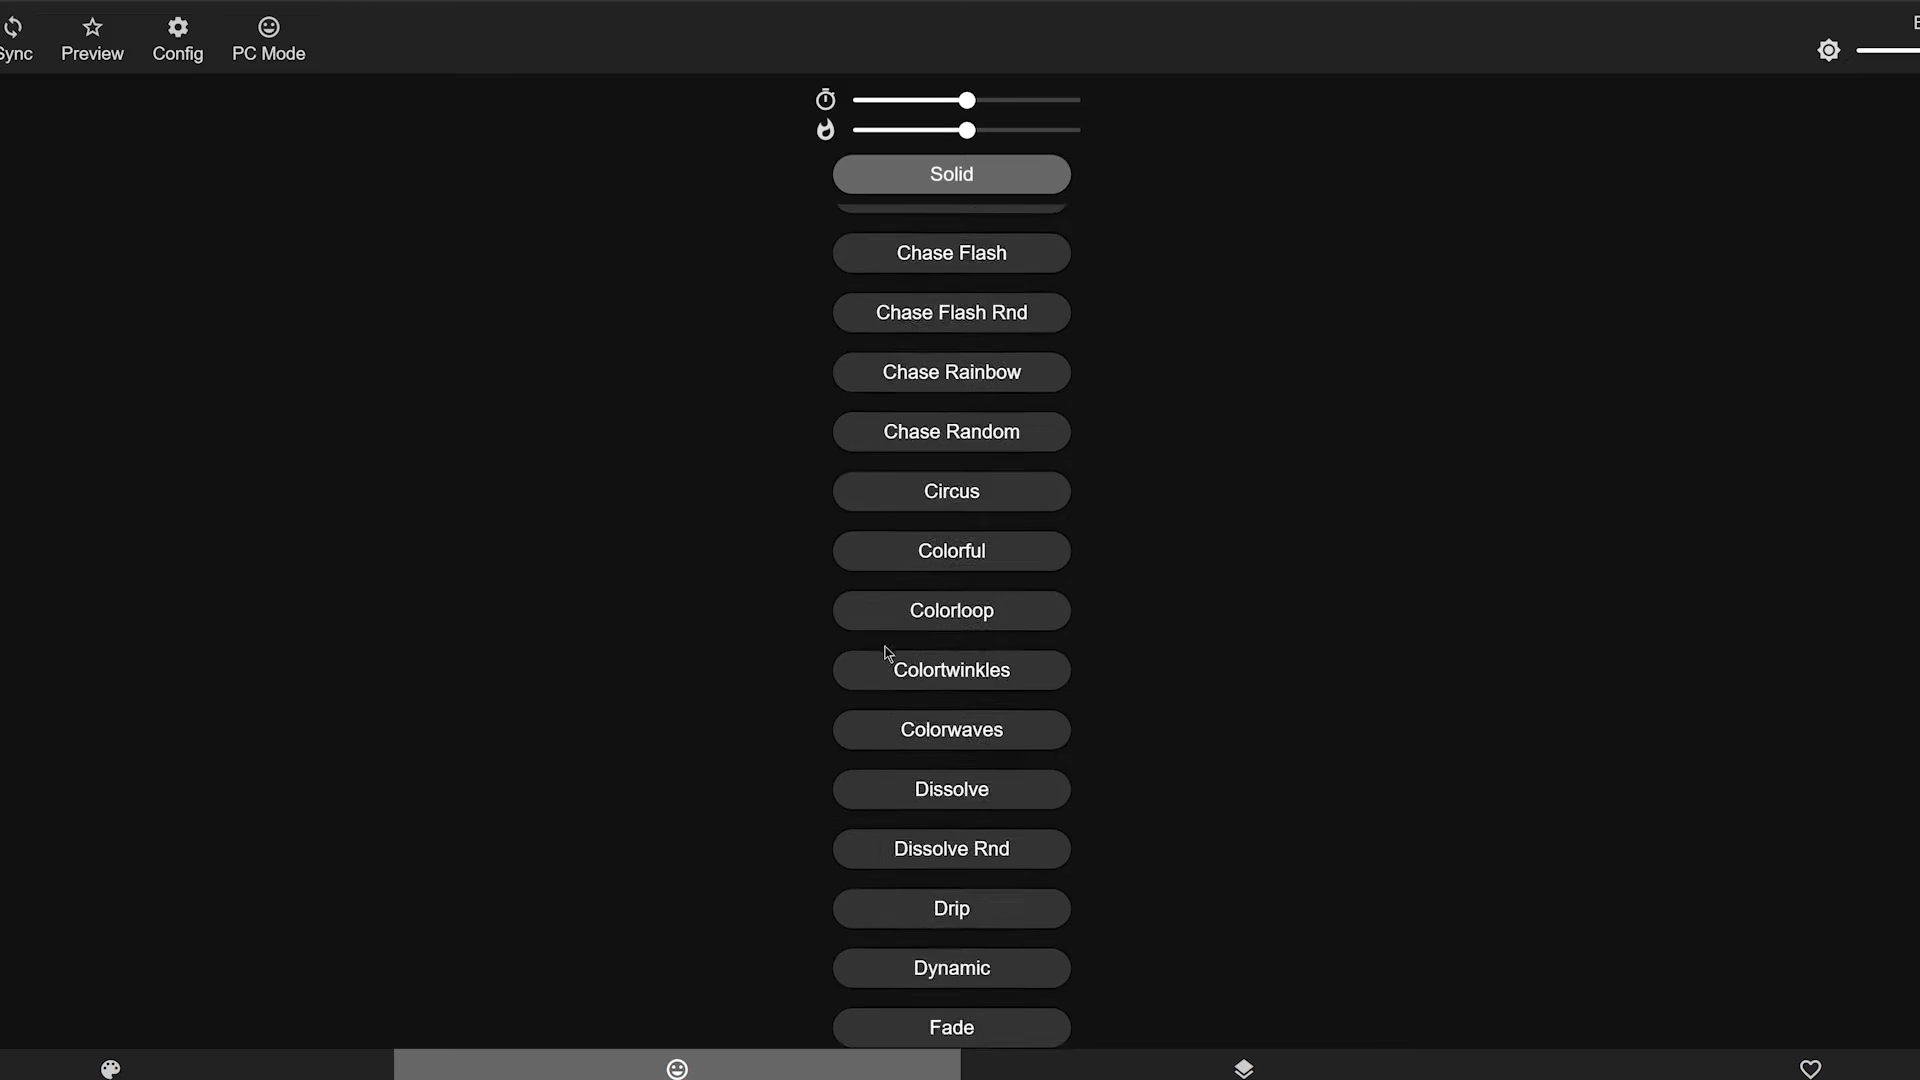 Preview
Config
PC Mode
Solid
Chase Flash
Chase Flash Rnd
Chase Rainbow
Chase Random
Circus
Colorful
Colorloop
Colortwinkles
Colorwaves
Dissolve
Dissolve Rnd
Drip
Dynamic
Fade